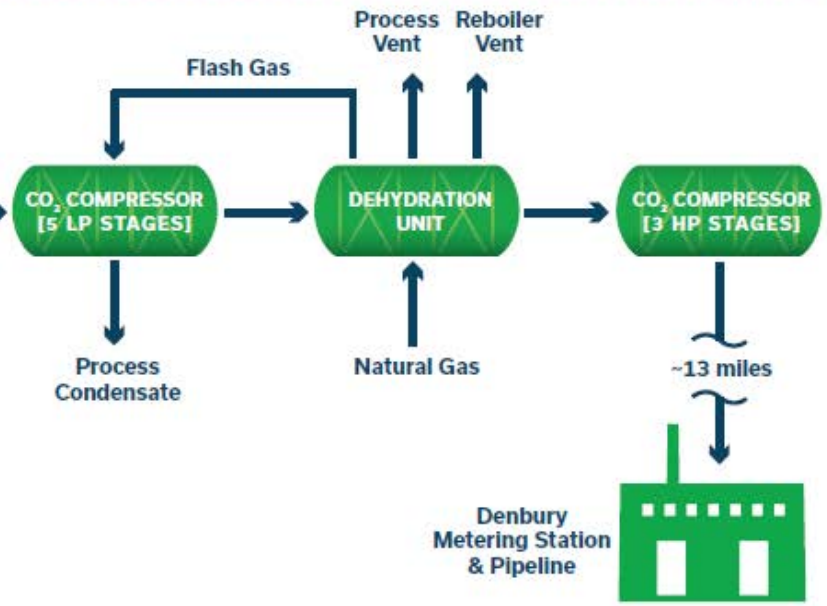 Process
Vent
Reboiler
Vent
Flash Gas
CO₂ COMPRESSOR
[5 LP STAGES]
DEHYDRATION
UNIT
CO₂ COMPRESSOR
[3 HP STAGES]
Process
Condensate
Natural Gas
~13 miles
Denbury
Metering Station
& Pipeline